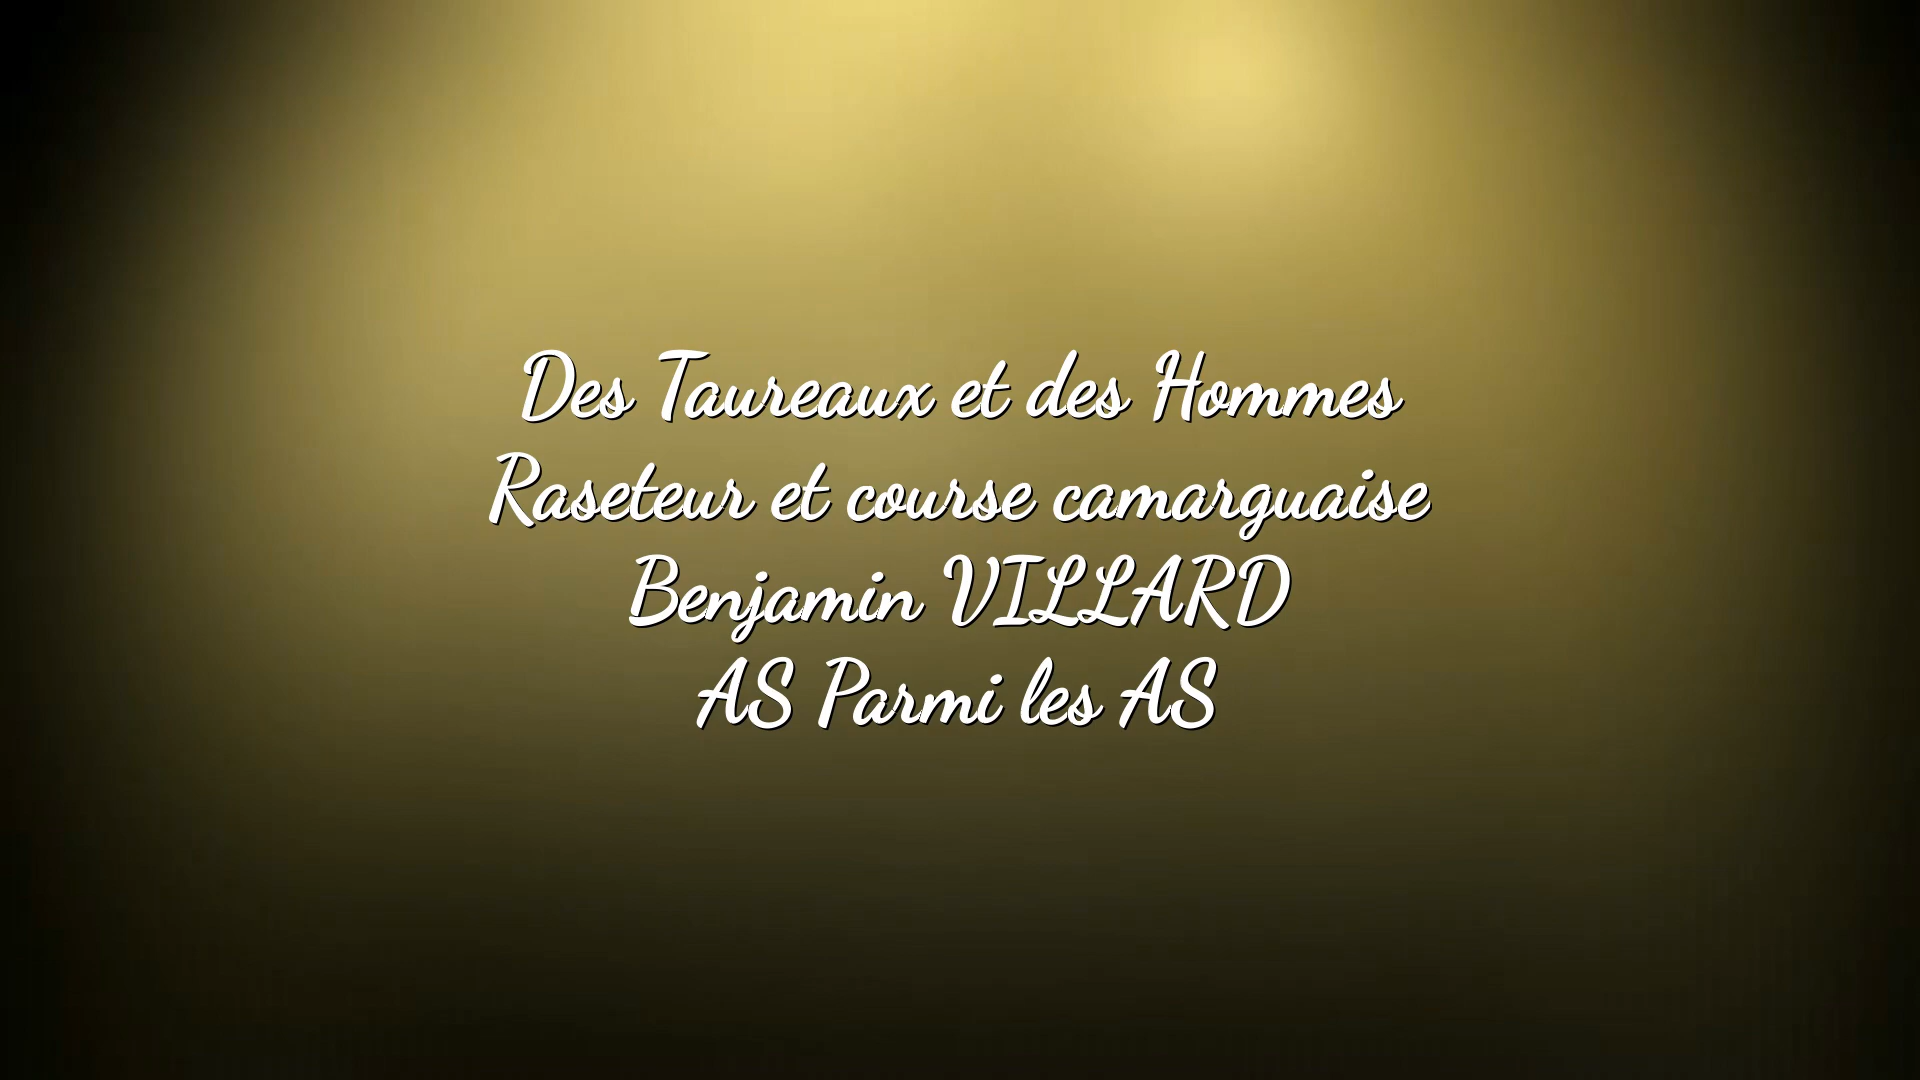 Des Taureaux et des Hommes
Raseteur et course camarguaise
Benjamin VILLARD
AS Parmi les AS